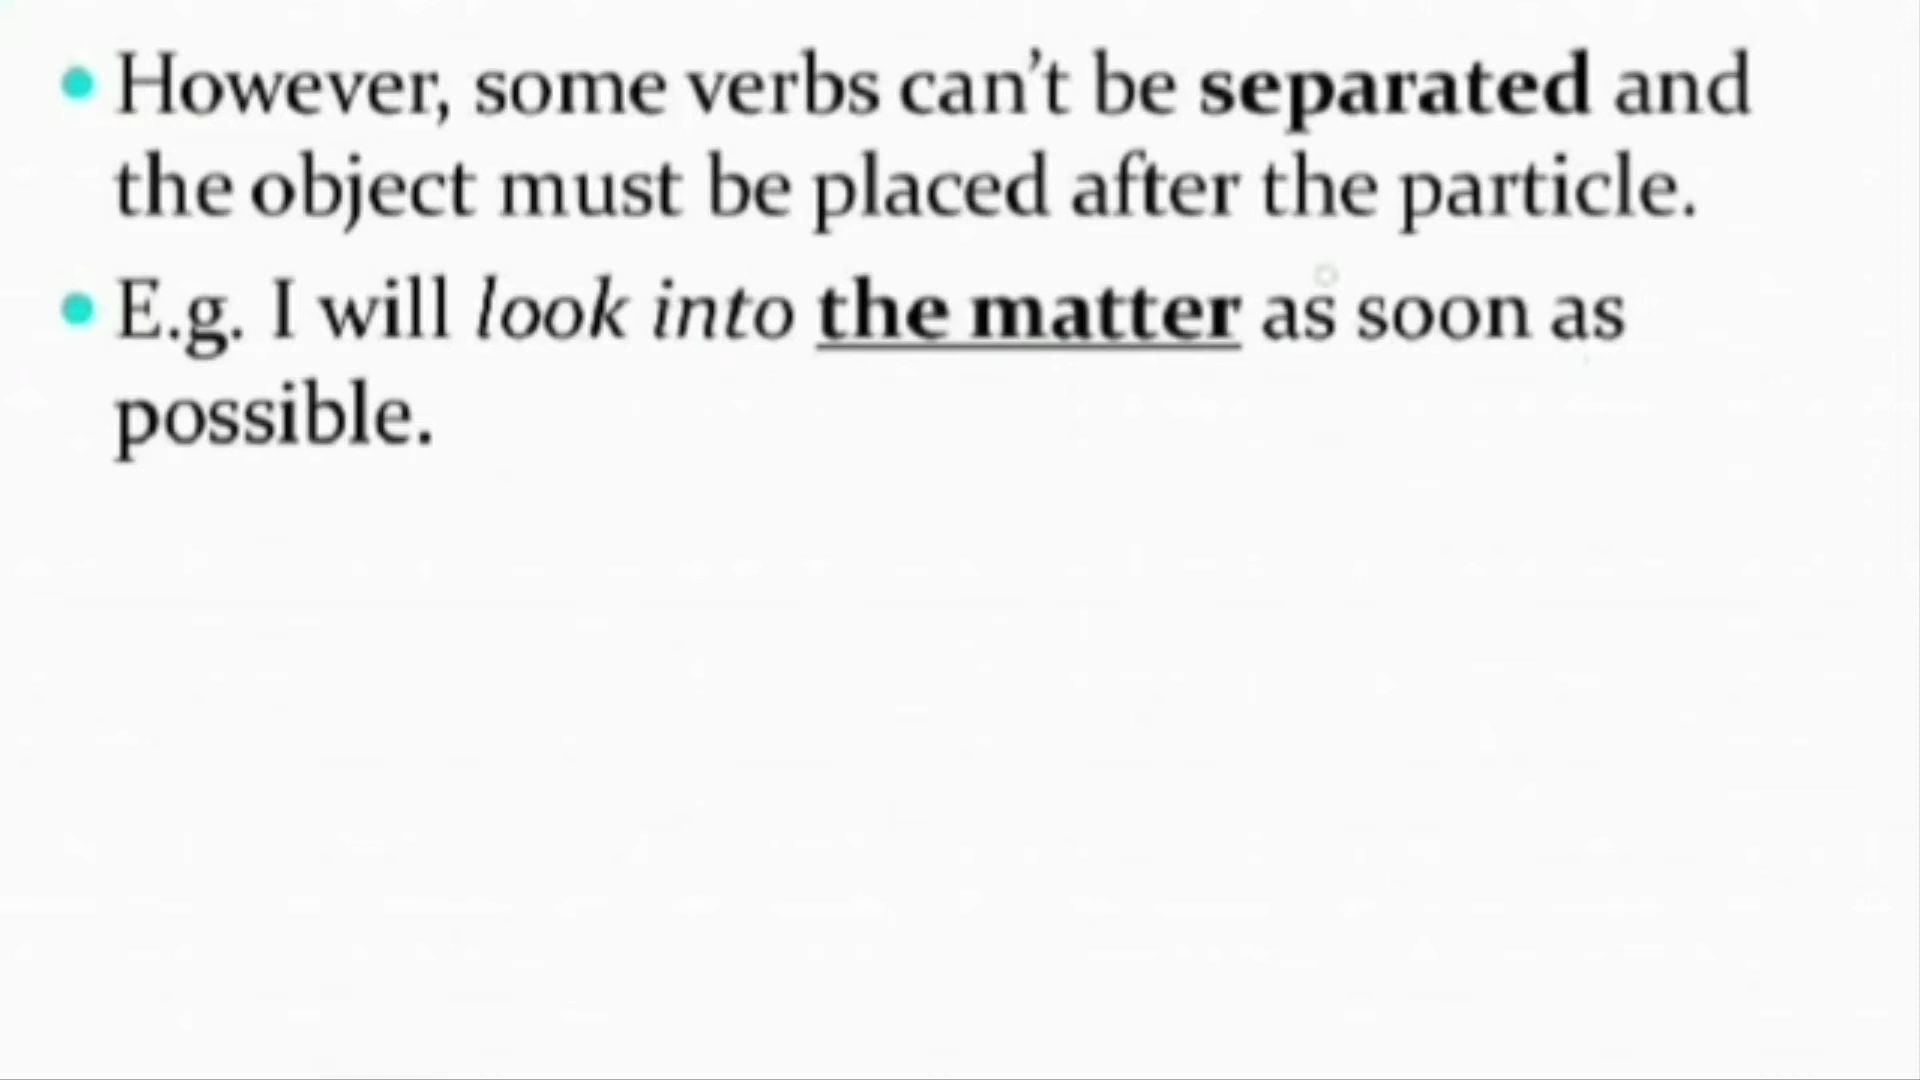 • However, some verbs can't be separated and
the object must be placed after the particle.
• E.g. I will look into the matter as soon as
possible.